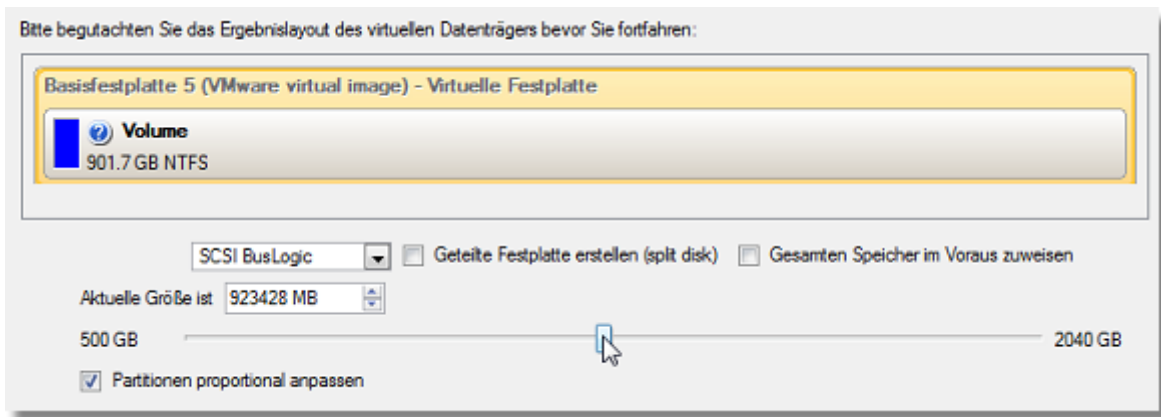 Bitte begutachten Sie das Ergebnislayout des virtuellen Datenträgers bevor Sie fortfahren:
Basisfestplatte 5 (VMware virtual image) - Virtuelle Festplatte
Volume
901.7 GB NTFS
SCSI BusLogic Geteilte Festplatte erstellen (split disk) Gesamten Speicher im Voraus zuweisen
Aktuelle Größe ist 923428 MB
500 GB 2040 GB
Partitionen proportional anpassen